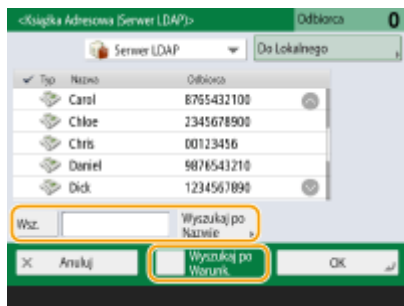 <Książka Adresowa (Serwer LDAP)> Odbiorca 0
Serwer LDAP Do Lokalnego
Typ Nazwa Odbiorca
Carol 8765432100
Chloe 2345678900
Chris 00123456
Daniel 9876543210
Dick 1234567890
Wsz. Wyszukaj po
Nazwie
Anuluj Wyszukaj po OK
Warunk.